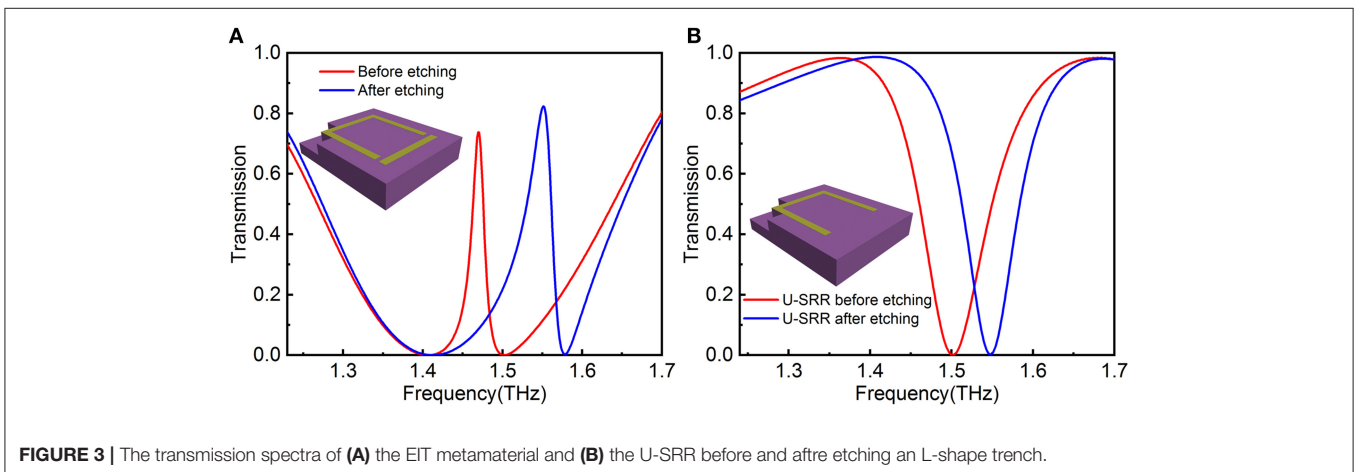 A
1.0
0.8
0.6
0.4
0.2
0.0
Transmission
Before etching
After etching
1.3
1.4
1.5
1.6
1.7
Frequency(THz)
B
1.0
0.8
0.6
0.4
0.2
0.0
Transmission
U-SRR before etching
U-SRR after etching
1.3
1.4
1.5
1.6
1.7
Frequency(THz)
FIGURE 3 | The transmission spectra of (A) the EIT metamaterial and (B) the U-SRR before and aftre etching an L-shape trench.